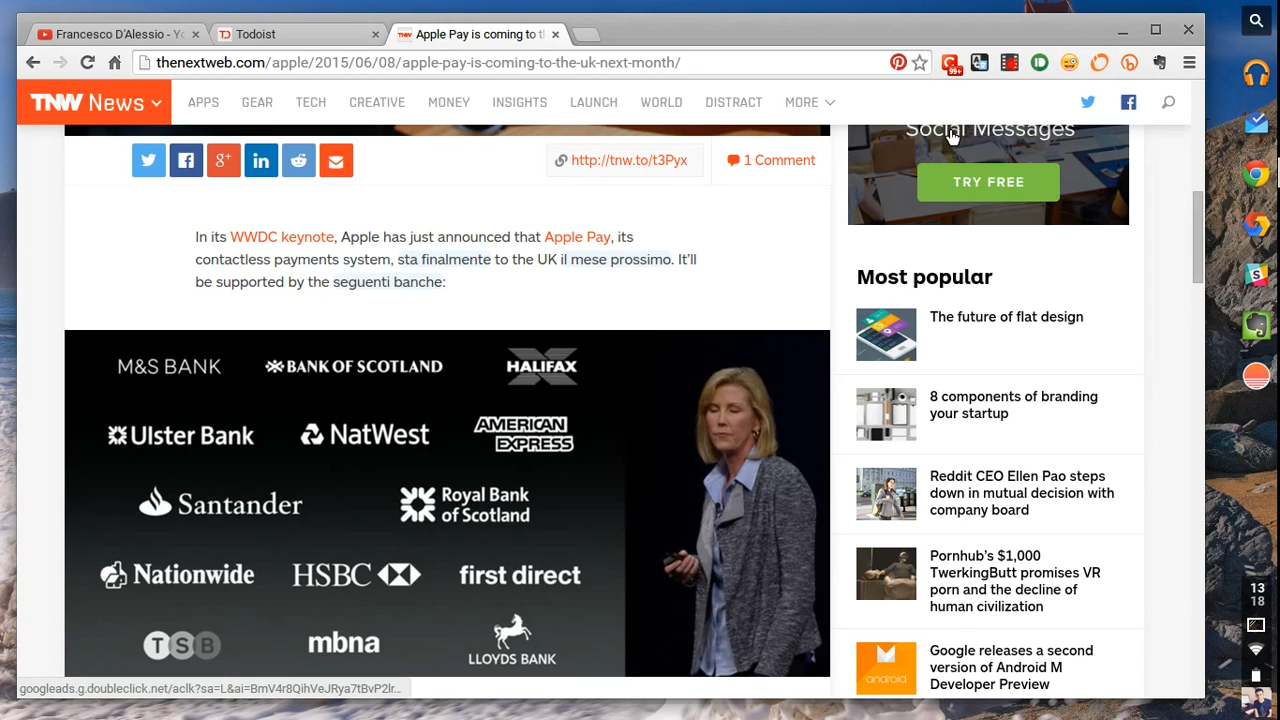 Francesco D'Alessio - Yo
Todoist
Apple Pay is coming to th
thenextweb.com/apple/2015/06/08/apple-pay-is-coming-to-the-uk-next-month/
99+
TNW News
APPS
GEAR
TECH
CREATIVE
MONEY
INSIGHTS
LAUNCH
WORLD
DISTRACT
MORE
Social Messages
TRY FREE
g+
in
http://tnw.to/t3Pyx
1 Comment
In its WWDC keynote, Apple has just announced that Apple Pay, its
contactless payments system, sta finalmente to the UK il mese prossimo. It'll
be supported by the seguenti banche:
M&S BANK
BANK OF SCOTLAND
HALIFAX
Ulster Bank
NatWest
AMERICAN
EXPRESS
Santander
Royal Bank
of Scotland
Nationwide
HSBC
first direct
TSB
mbna
LLOYDS BANK
Most popular
The future of flat design
8 components of branding
your startup
Reddit CEO Ellen Pao steps
down in mutual decision with
company board
Pornhub's $1,000
TwerkingButt promises VR
porn and the decline of
human civilization
android
Google releases a second
version of Android M
Developer Preview
13
18